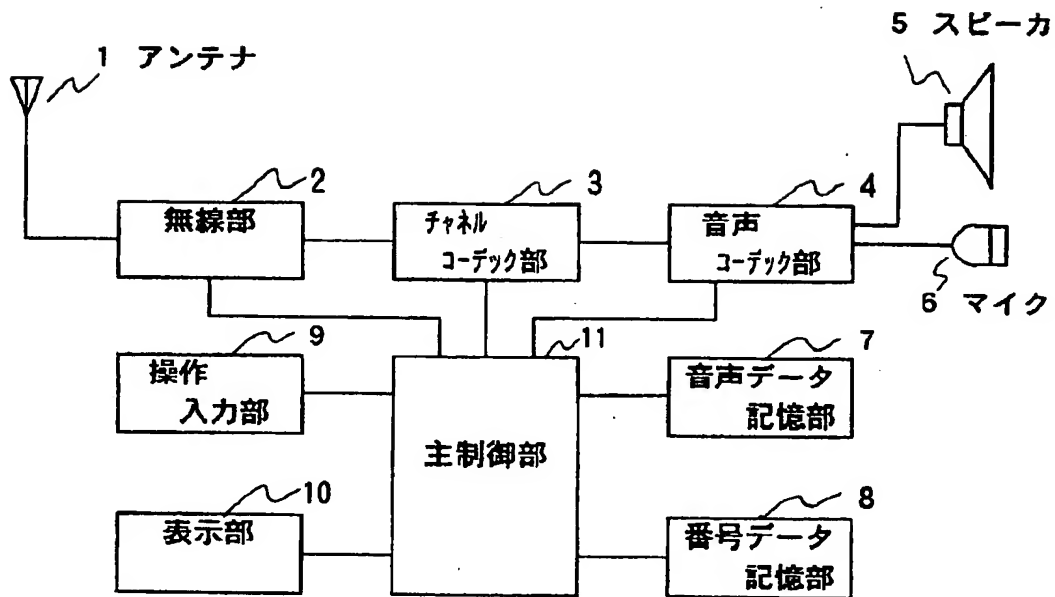 5 スピーカ
1 アンテナ
2
無線部
3
チャネル
コーデック部
4
音声
コーデック部
6 マイク
9
操作
入力部
11
主制御部
7
音声データ
記憶部
10
表示部
8
番号データ
記憶部